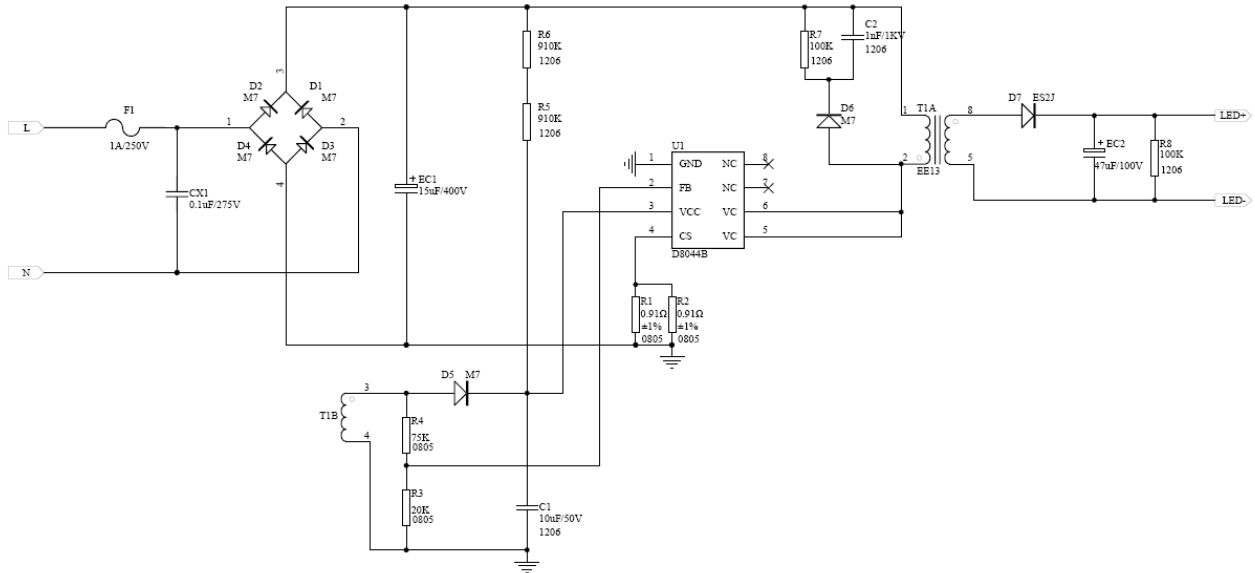 L
F1
1A/250V
CX1
0.1uF/275V
N
1
2
3
4
D2
M7
D1
M7
D4
M7
D3
M7
+ EC1
15uF/400V
R6
910K
1206
R5
910K
1206
R7
100K
1206
C2
1uF/1KV
1206
D6
M7
1
T1A
2
EE13
8
5
D7
ES2J
+ EC2
47uF/100V
R8
100K
1206
LED+
LED-
U1
1 GND NC 8
2 FB NC 7
3 VCC VC 6
4 CS VC 5
D8044B
R1
0.91Ω
±1%
0805
R2
0.91Ω
±1%
0805
D5
M7
T1B
3
4
R4
75K
0805
R3
20K
0805
C1
10uF/50V
1206